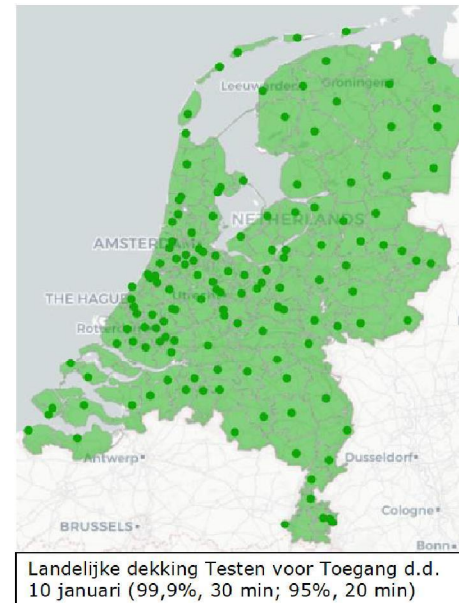 Leeuwarden
Groningen
NETHERLANDS
AMSTERDAM
THE HAGUE
Utrecht
Rotterdam
Antwerp
Dusseldorf
BRUSSELS
Cologne
Bonn
Landelijke dekking Testen voor Toegang d.d.
10 januari (99,9%, 30 min; 95%, 20 min)